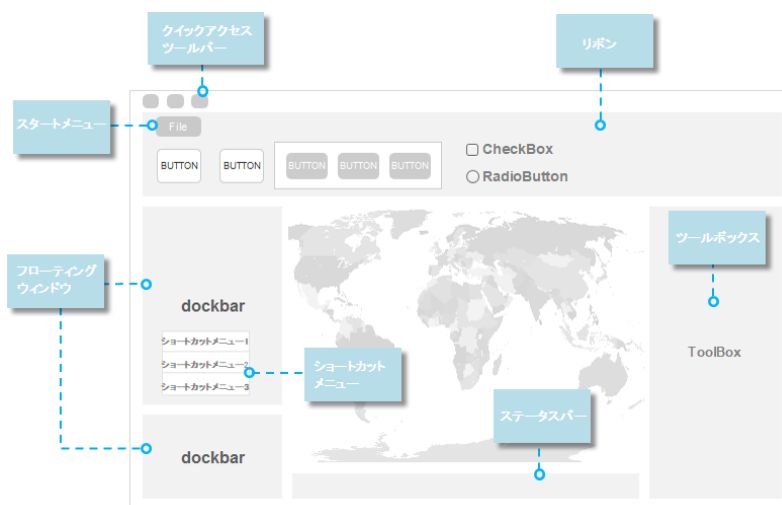 クイックアクセス
ツールバー
リボン
スタートメニュー
File
BUTTON
BUTTON
BUTTON
BUTTON
BUTTON
CheckBox
RadioButton
ツールボックス
フローティング
ウィンドウ
dockbar
ショートカットメニュー1
ショートカットメニュー2
ショートカットメニュー3
ショートカット
メニュー
ToolBox
ステータスバー
dockbar